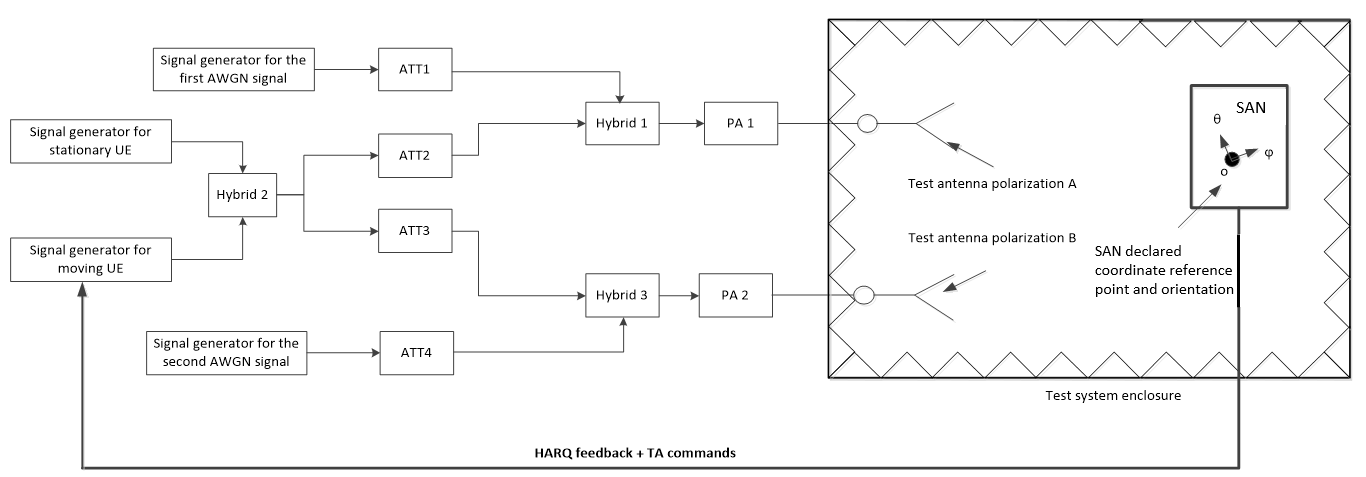 Signal generator for the
first AWGN signal
ATT1
SAN
θ
φ
o
Signal generator for
stationary UE
ATT2
Hybrid 1
PA 1
Hybrid 2
Test antenna polarization A
Signal generator for
moving UE
ATT3
Test antenna polarization B
SAN declared
coordinate reference
point and orientation
Hybrid 3
PA 2
Signal generator for the
second AWGN signal
ATT4
Test system enclosure
HARQ feedback + TA commands